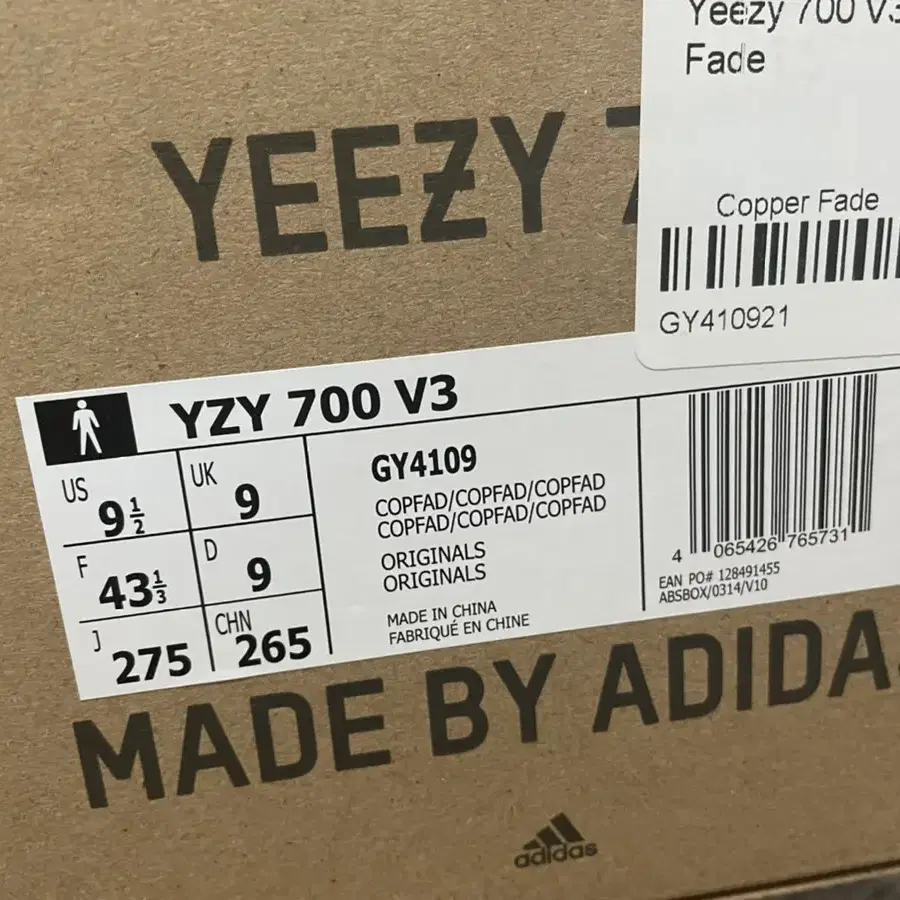 Yeezy 700 V3
Fade
YEEZY 7
Copper Fade
GY410921
YZY 700 V3
US 9 1/2
UK 9
F 43 1/3
D 9
J 275
CHN 265
GY4109
COPFAD/COPFAD/COPFAD
COPFAD/COPFAD/COPFAD
ORIGINALS
ORIGINALS
MADE IN CHINA
FABRIQUÉ EN CHINE
4 065426 765731
EAN PO# 128491455
ABSBOX/0314/V10
MADE BY ADIDAS
adidas